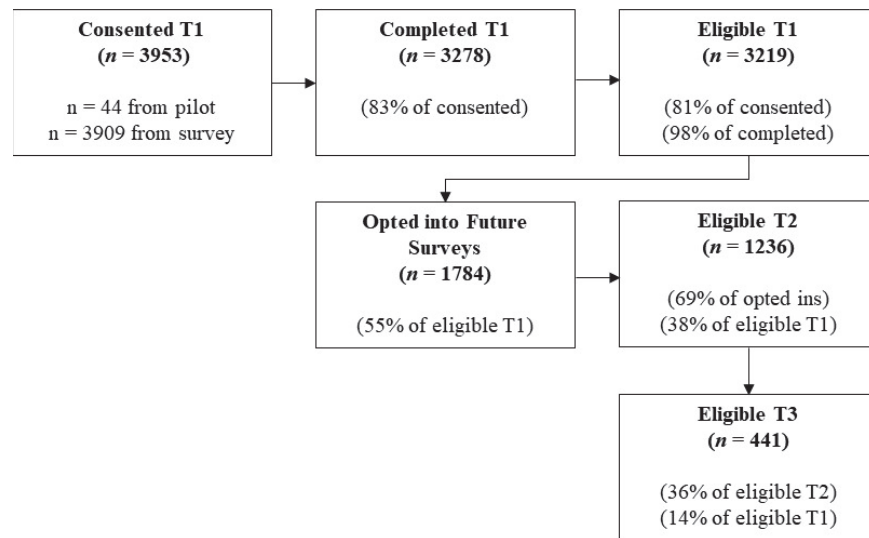 Consented T1
(n = 3953)
n = 44 from pilot
n = 3909 from survey
Completed T1
(n = 3278)
(83% of consented)
Eligible T1
(n = 3219)
(81% of consented)
(98% of completed)
Opted into Future
Surveys
(n = 1784)
(55% of eligible T1)
Eligible T2
(n = 1236)
(69% of opted ins)
(38% of eligible T1)
Eligible T3
(n = 441)
(36% of eligible T2)
(14% of eligible T1)